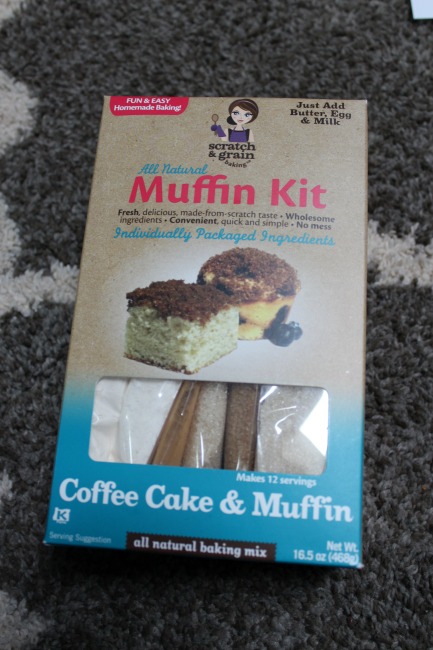 FUN & EASY
Homemade Baking!
Just Add
Butter, Egg
& Milk
scratch
& grain
baking
All Natural
Muffin Kit
Fresh, delicious, made-from-scratch taste • Wholesome
ingredients • Convenient, quick and simple • No mess
Individually Packaged Ingredients
Makes 12 servings
Coffee Cake & Muffin
K
Serving Suggestion
all natural baking mix
Net Wt.
16.5 oz (468g)